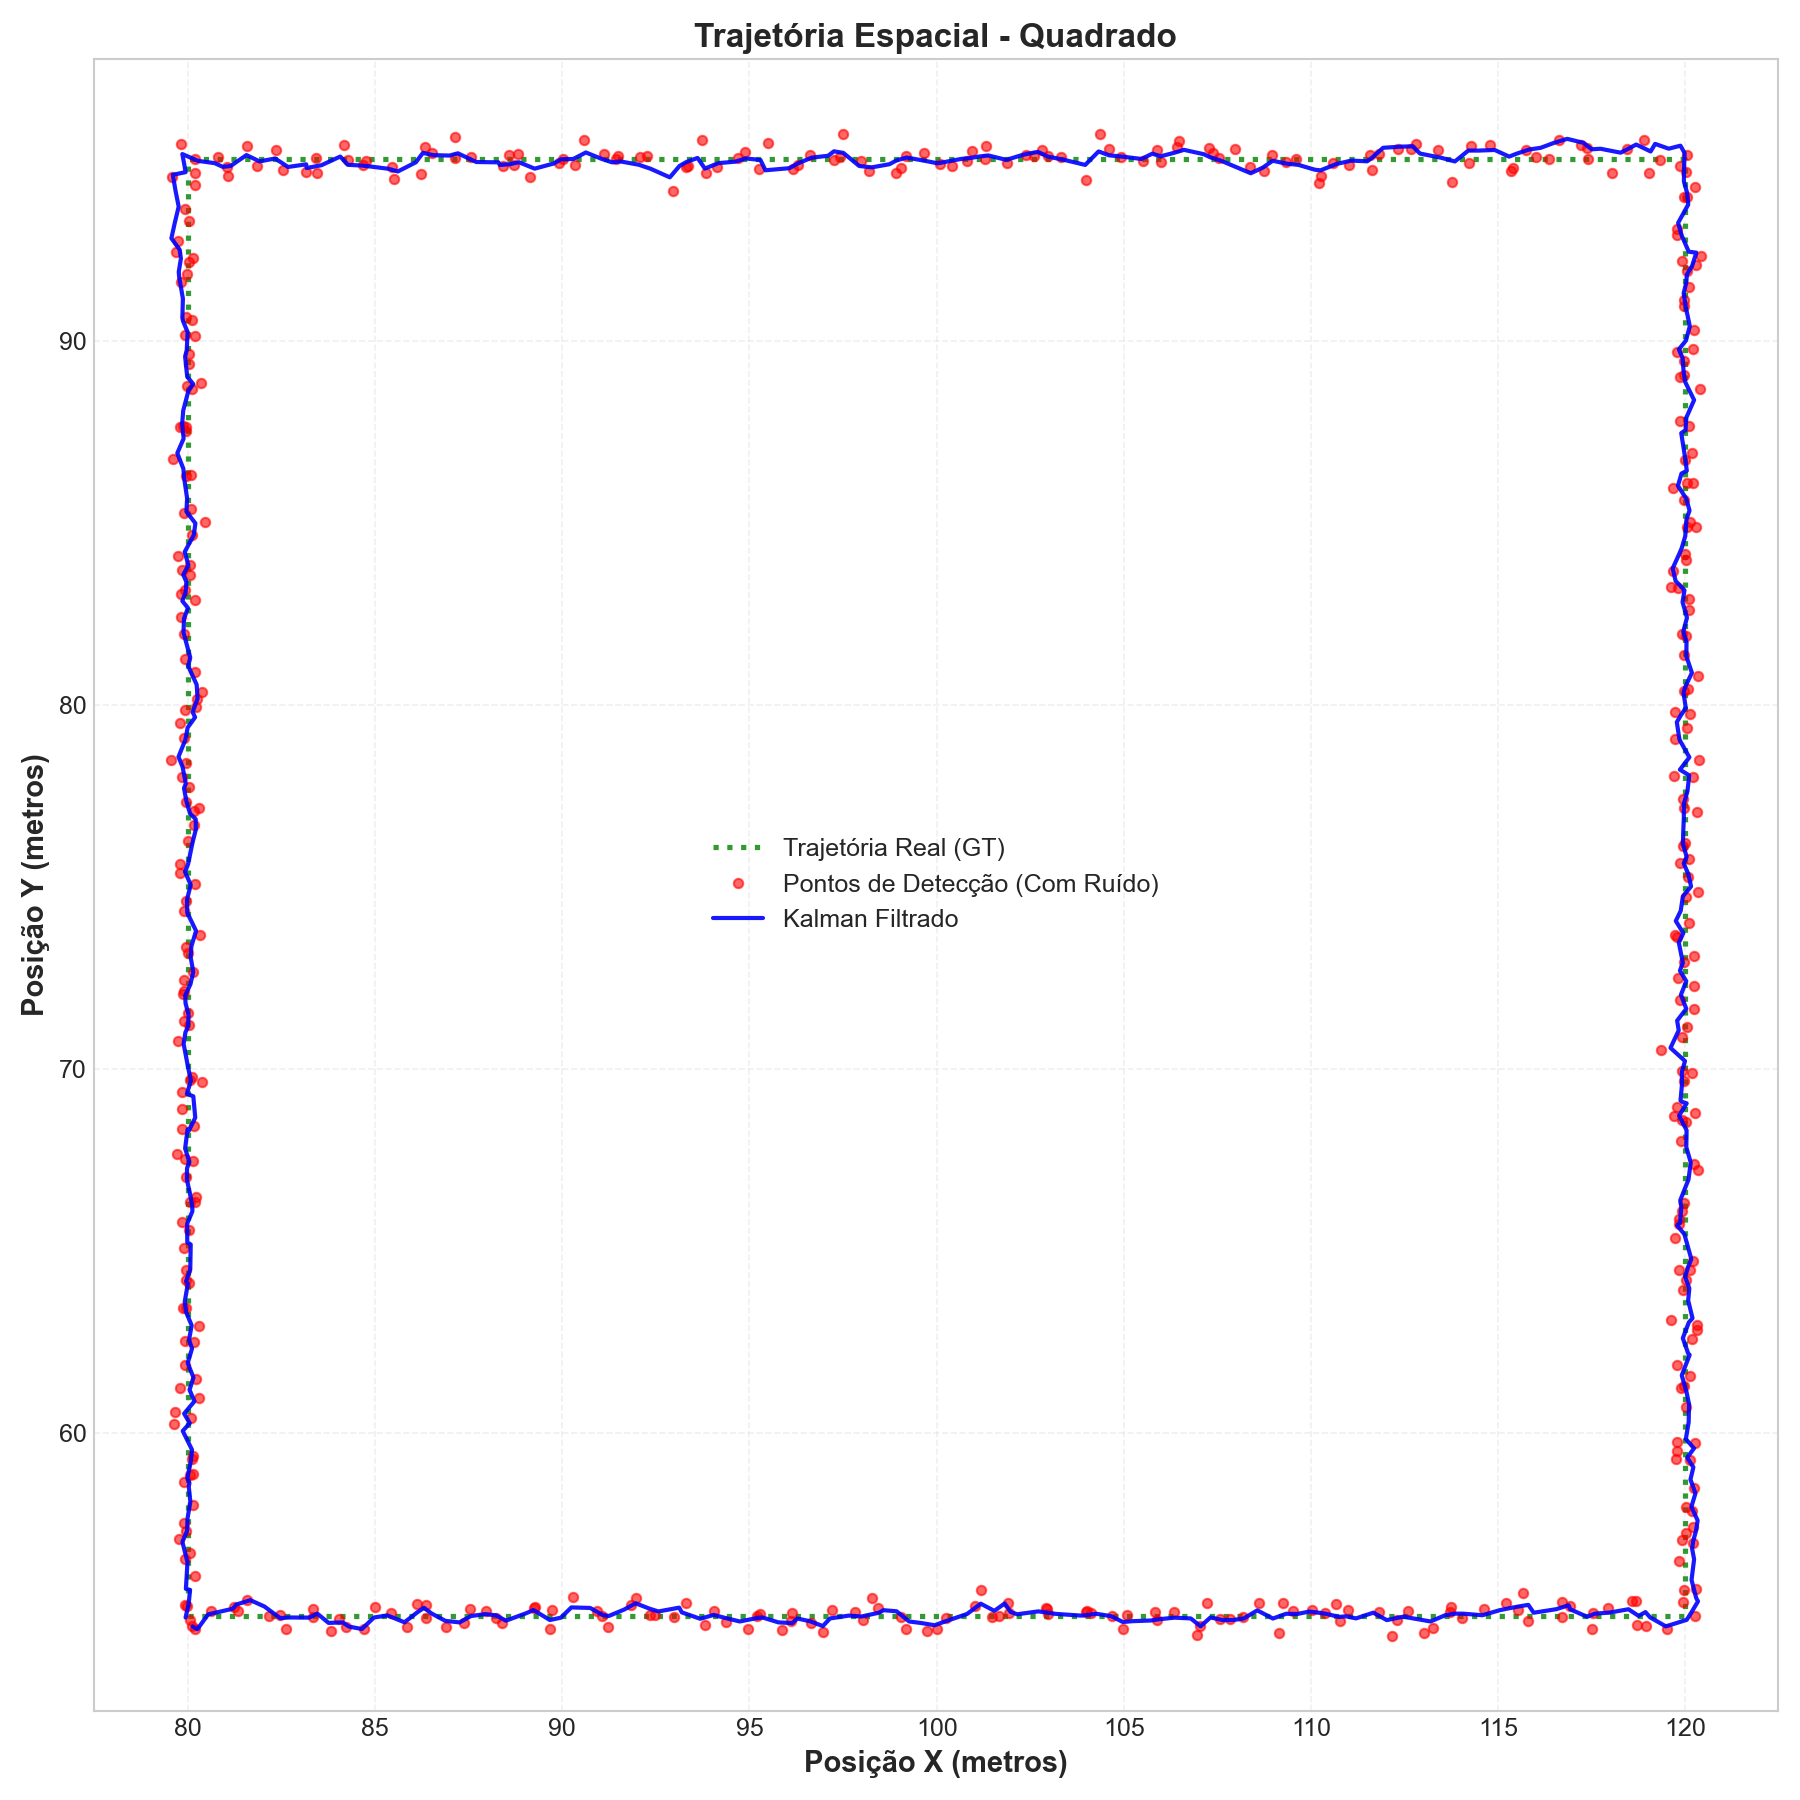 Trajetória Espacial - Quadrado
Posição Y (metros)
90
80
70
60
Trajetória Real (GT)
Pontos de Detecção (Com Ruído)
Kalman Filtrado
80 85 90 95 100 105 110 115 120
Posição X (metros)